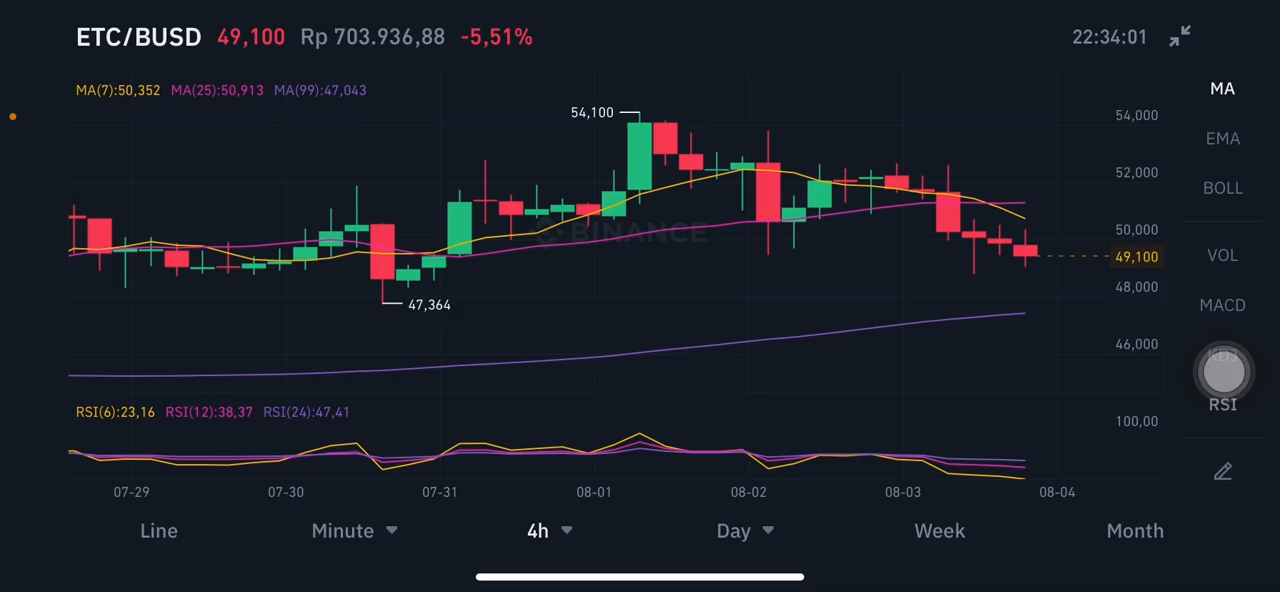 ETC/BUSD 49,100 Rp 703.936,88 -5,51% 22:34:01
MA(7):50,352 MA(25):50,913 MA(99):47,043
MA
54,100
54,000
EMA
52,000
BOLL
50,000
BINANCE
49,100
VOL
48,000
47,364
MACD
46,000
KDJ
RSI
RSI(6):23,16 RSI(12):38,37 RSI(24):47,41
100,00
07-29 07-30 07-31 08-01 08-02 08-03 08-04
Line Minute 4h Day Week Month